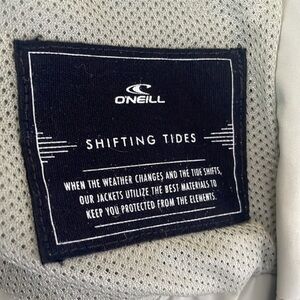 O'NEILL
SHIFTING TIDES
WHEN THE WEATHER CHANGES AND THE TIDE SHIFTS,
OUR JACKETS UTILIZE THE BEST MATERIALS TO
KEEP YOU PROTECTED FROM THE ELEMENTS.